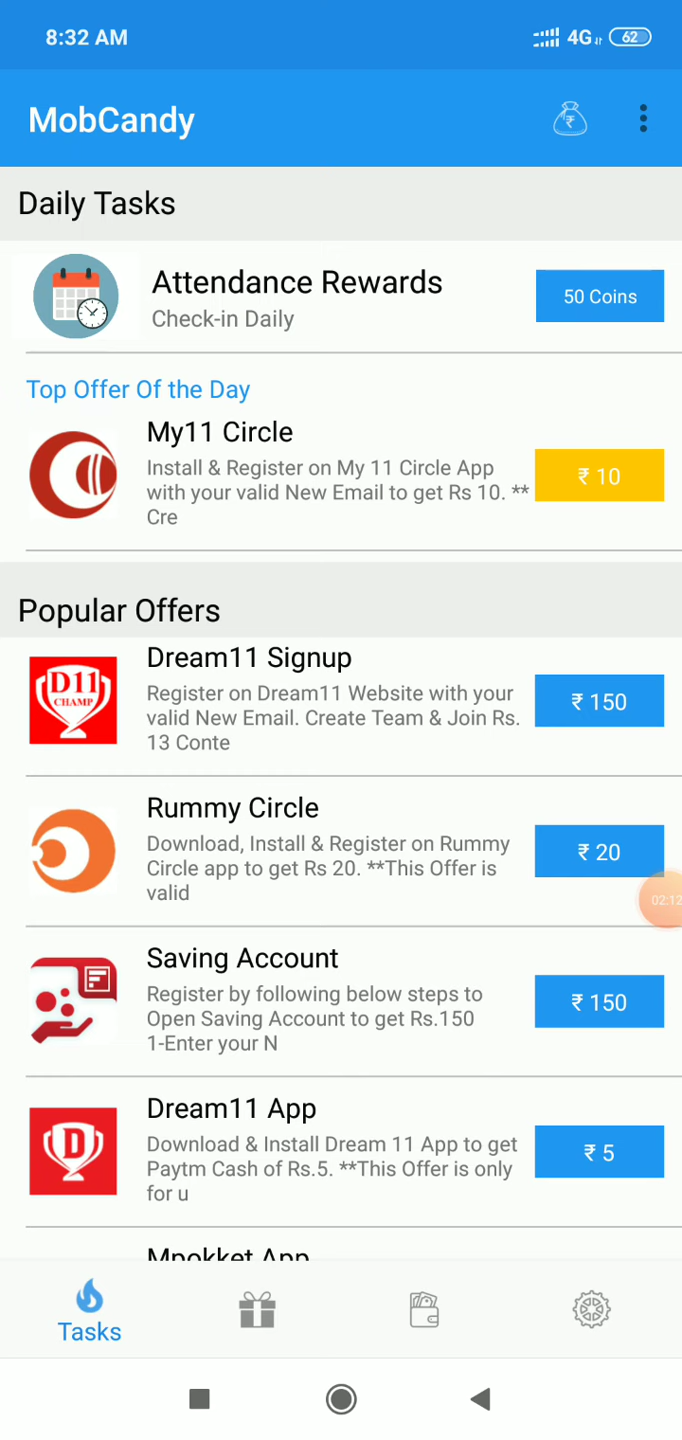 8:32 AM
4G
62
MobCandy
₹
Daily Tasks
Attendance Rewards
Check-in Daily
50 Coins
Top Offer Of the Day
My11 Circle
Install & Register on My 11 Circle App
with your valid New Email to get Rs 10. **
Cre
₹ 10
Popular Offers
D11
CHAMP
Dream11 Signup
Register on Dream11 Website with your
valid New Email. Create Team & Join Rs.
13 Conte
₹ 150
Rummy Circle
Download, Install & Register on Rummy
Circle app to get Rs 20. **This Offer is
valid
₹ 20
02:12
Saving Account
Register by following below steps to
Open Saving Account to get Rs.150
1-Enter your N
₹ 150
D
Dream11 App
Download & Install Dream 11 App to get
Paytm Cash of Rs.5. **This Offer is only
for u
₹ 5
Mpokket App
Tasks